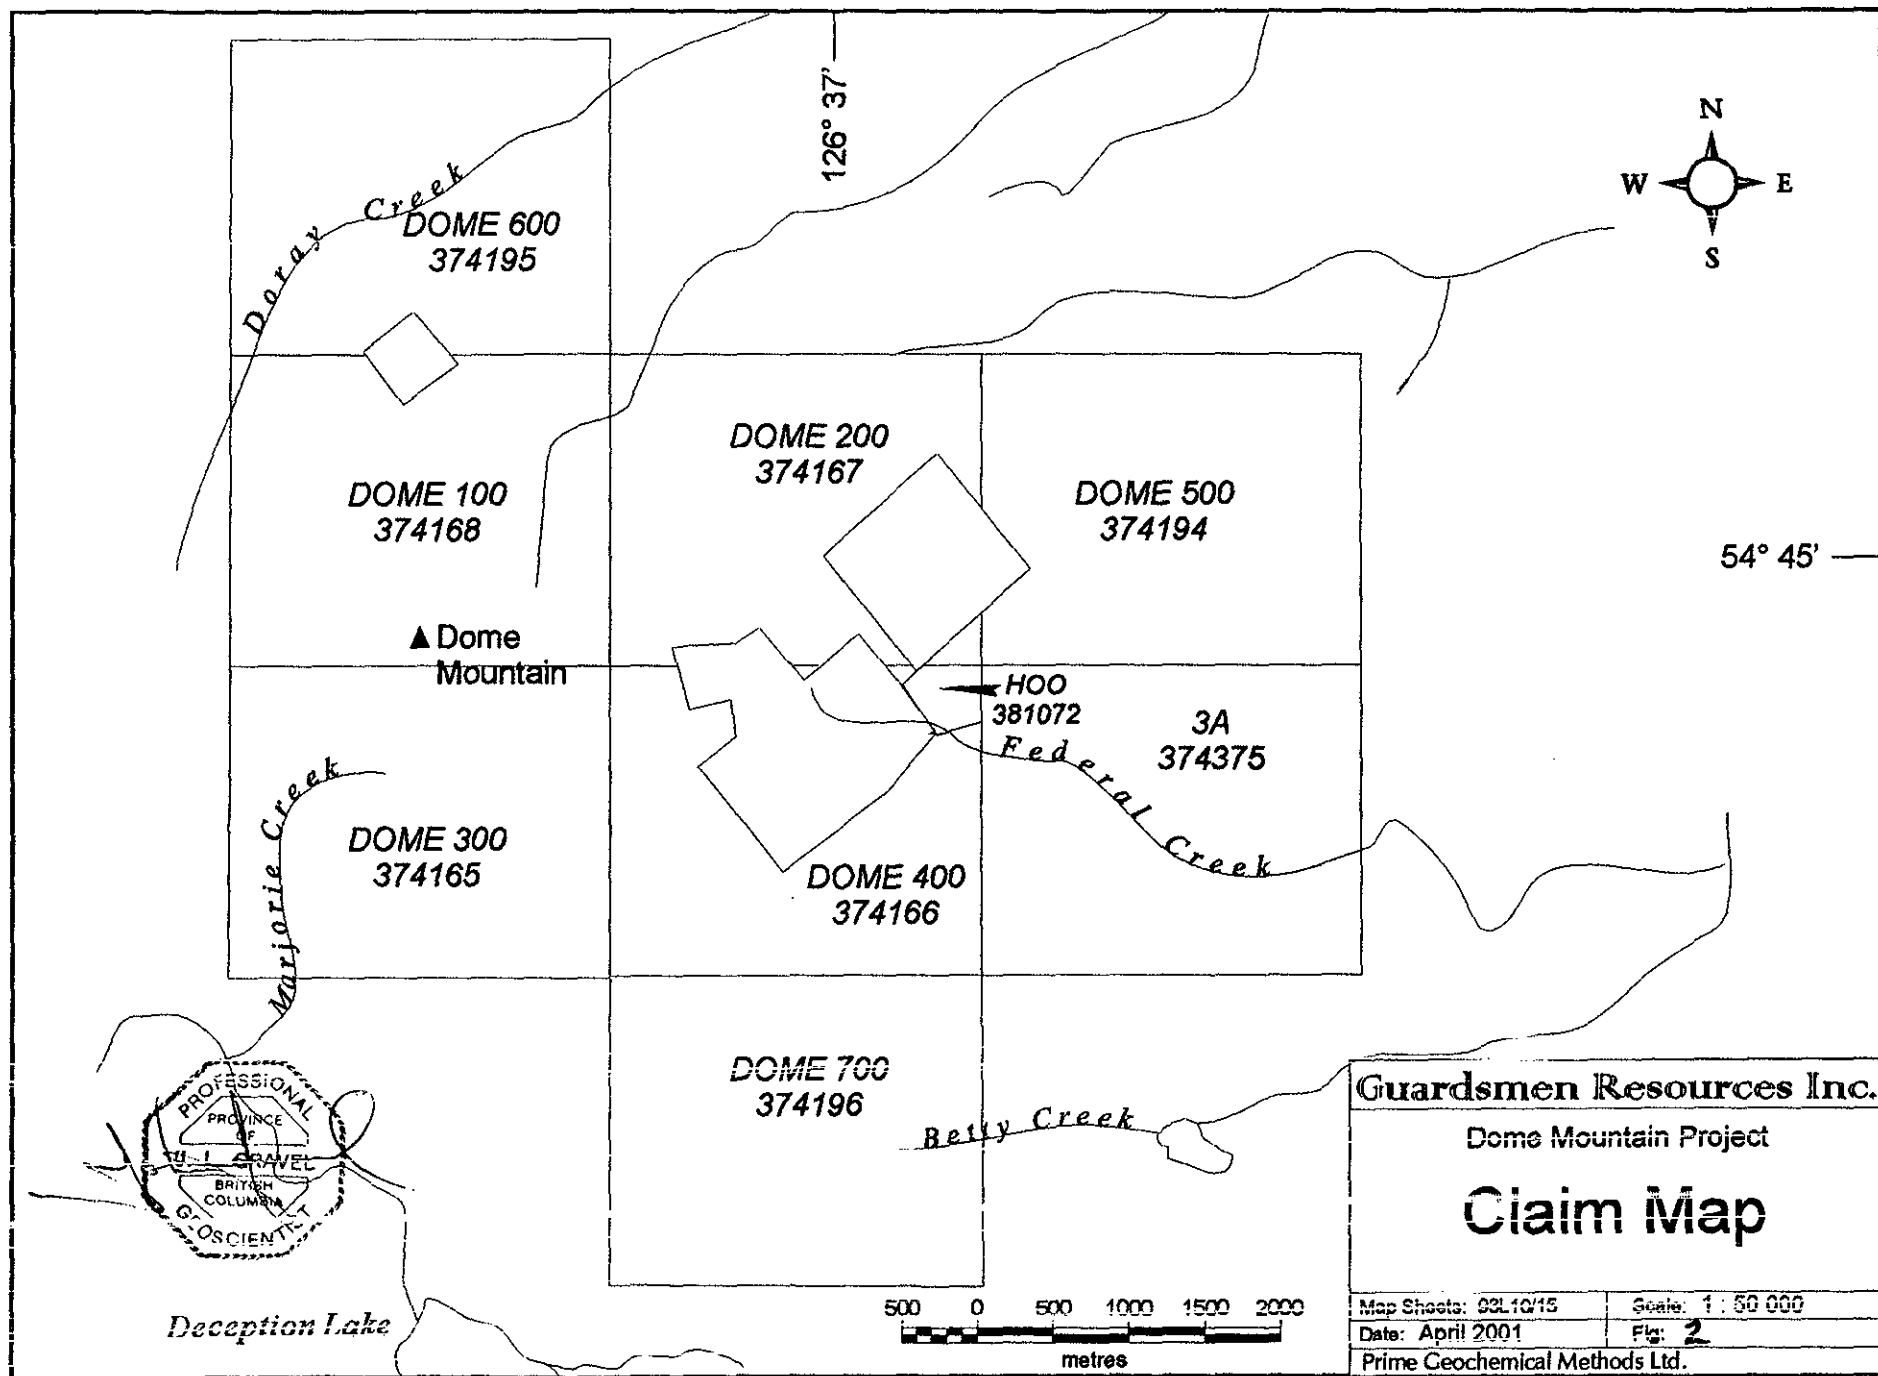 126° 37'
N
W E
S
Doray Creek
DOME 600
374195
DOME 200
374167
DOME 100
374168
DOME 500
374194
54° 45'
Dome
Mountain
HOO
381072
3A
374375
Federal Creek
Marjorie Creek
DOME 300
374165
DOME 400
374166
DOME 700
374196
Betty Creek
PROFESSIONAL
PROVINCE
OF
GRAVEL
BRITISH
COLUMBIA
GEOSCIENTIST
Deception Lake
500 0 500 1000 1500 2000
metres
Guardsmen Resources Inc.
Dome Mountain Project
Claim Map
Map Sheets: 93L10/15
Scale: 1 : 50 000
Date: April 2001
Fig: 2
Prime Geochemical Methods Ltd.